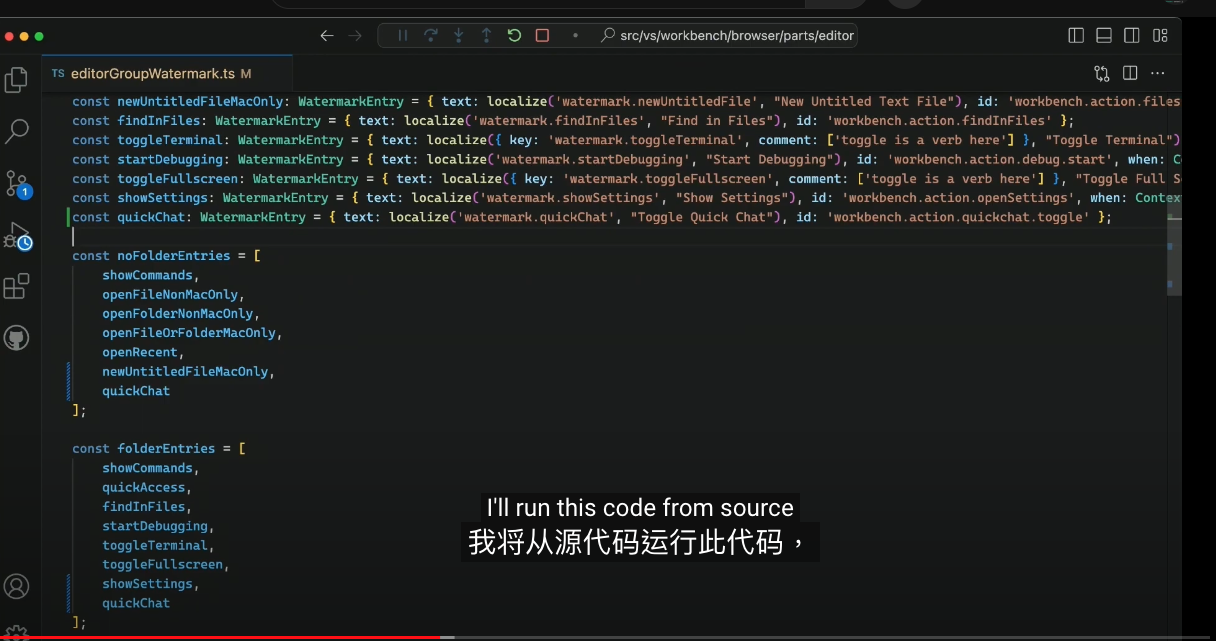 src/vs/workbench/browser/parts/editor
TS editorGroupWatermark.ts M
const newUntitledFileMacOnly: WatermarkEntry = { text: localize('watermark.newUntitledFile', "New Untitled Text File"), id: 'workbench.action.files
const findInFiles: WatermarkEntry = { text: localize('watermark.findInFiles', "Find in Files"), id: 'workbench.action.findInFiles' };
const toggleTerminal: WatermarkEntry = { text: localize({ key: 'watermark.toggleTerminal', comment: ['toggle is a verb here'] }, "Toggle Terminal")
const startDebugging: WatermarkEntry = { text: localize('watermark.startDebugging', "Start Debugging"), id: 'workbench.action.debug.start', when: C
const toggleFullscreen: WatermarkEntry = { text: localize({ key: 'watermark.toggleFullscreen', comment: ['toggle is a verb here'] }, "Toggle Full S
const showSettings: WatermarkEntry = { text: localize('watermark.showSettings', "Show Settings"), id: 'workbench.action.openSettings', when: Contex
const quickChat: WatermarkEntry = { text: localize('watermark.quickChat', "Toggle Quick Chat"), id: 'workbench.action.quickchat.toggle' };
1
const noFolderEntries = [
showCommands,
openFileNonMacOnly,
openFolderNonMacOnly,
openFileOrFolderMacOnly,
openRecent,
newUntitledFileMacOnly,
quickChat
];
const folderEntries = [
showCommands,
quickAccess,
findInFiles,
startDebugging,
toggleTerminal,
toggleFullscreen,
showSettings,
quickChat
];
I'll run this code from source
我将从源代码运行此代码，